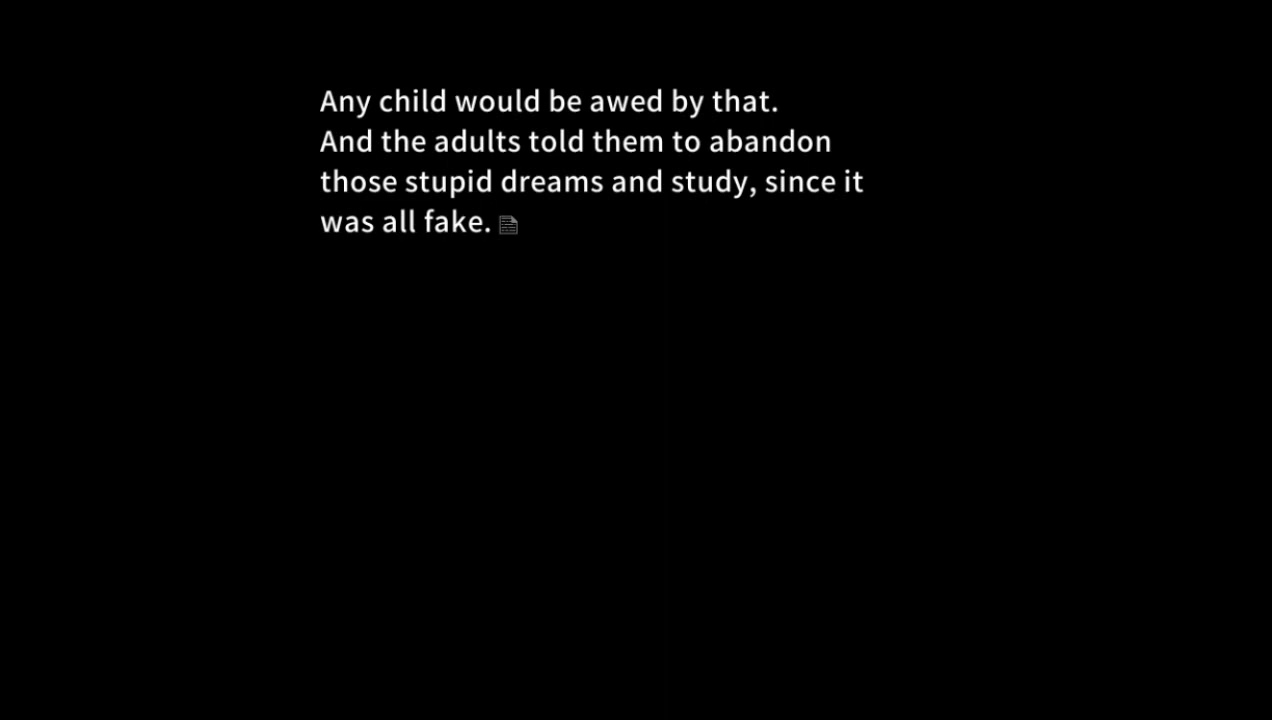 Any child would be awed by that.
And the adults told them to abandon
those stupid dreams and study, since it
was all fake.